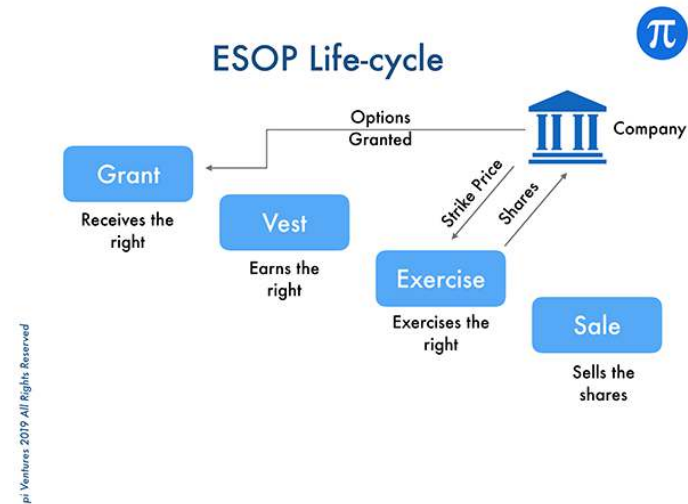 π
ESOP Life-cycle
Options
Granted
Company
Grant
Receives the
right
Vest
Earns the
right
Strike Price
Shares
Exercise
Exercises the
right
Sale
Sells the
shares
pi Ventures 2019 All Rights Reserved